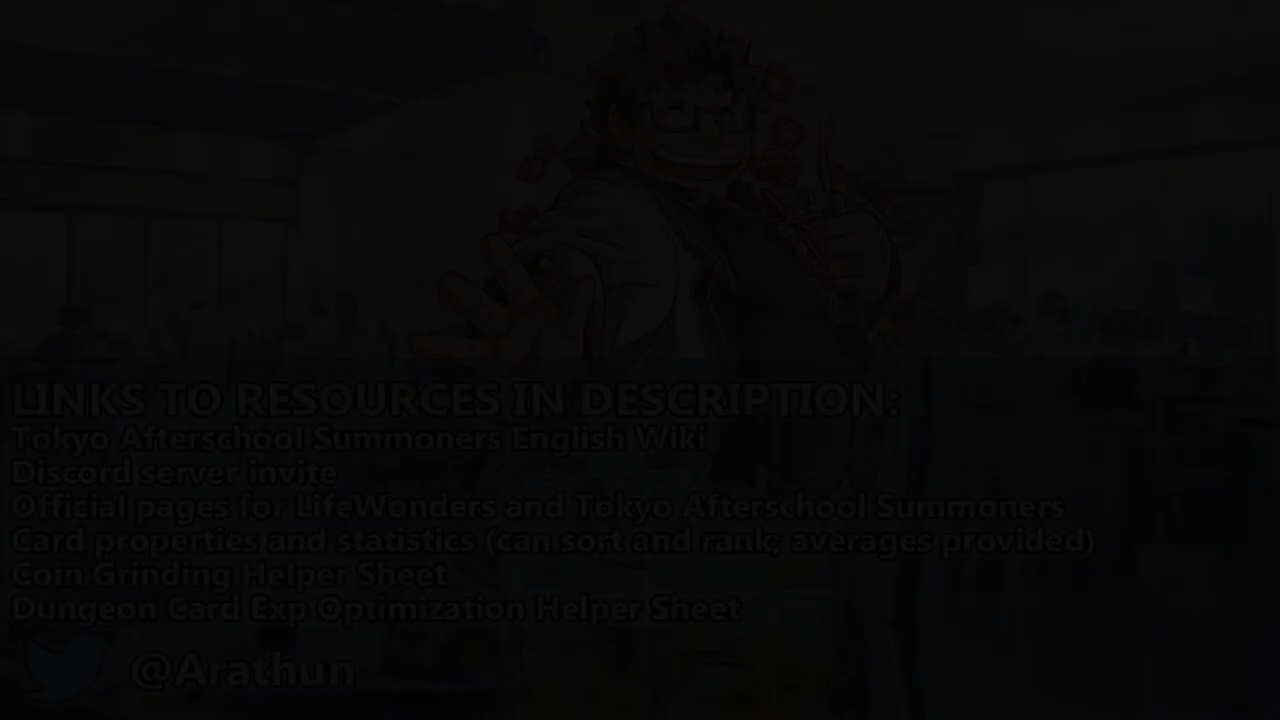 LINKS TO RESOURCES IN DESCRIPTION:
Tokyo Afterschool Summoners English Wiki
Discord server invite
Official pages for LifeWonders and Tokyo Afterschool Summoners
Card properties and statistics (can sort and rank; averages provided)
Coin Grinding Helper Sheet
Dungeon Card Exp Optimization Helper Sheet
@Arathun